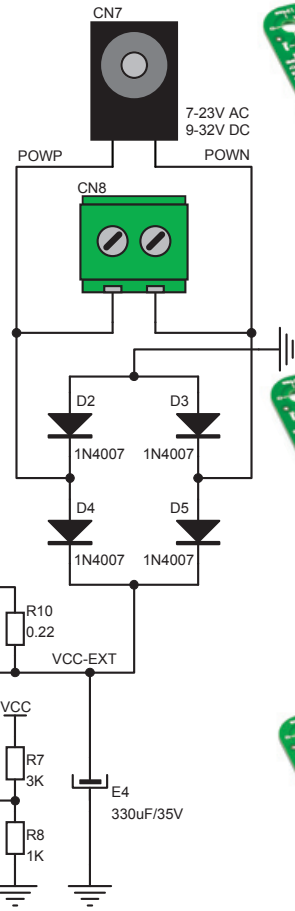 CN7
7-23V AC
9-32V DC
POWP
POWN
CN8
D2
D3
1N4007
1N4007
D4
D5
1N4007
1N4007
R10
0.22
VCC-EXT
VCC
R7
3K
E4
330uF/35V
R8
1K